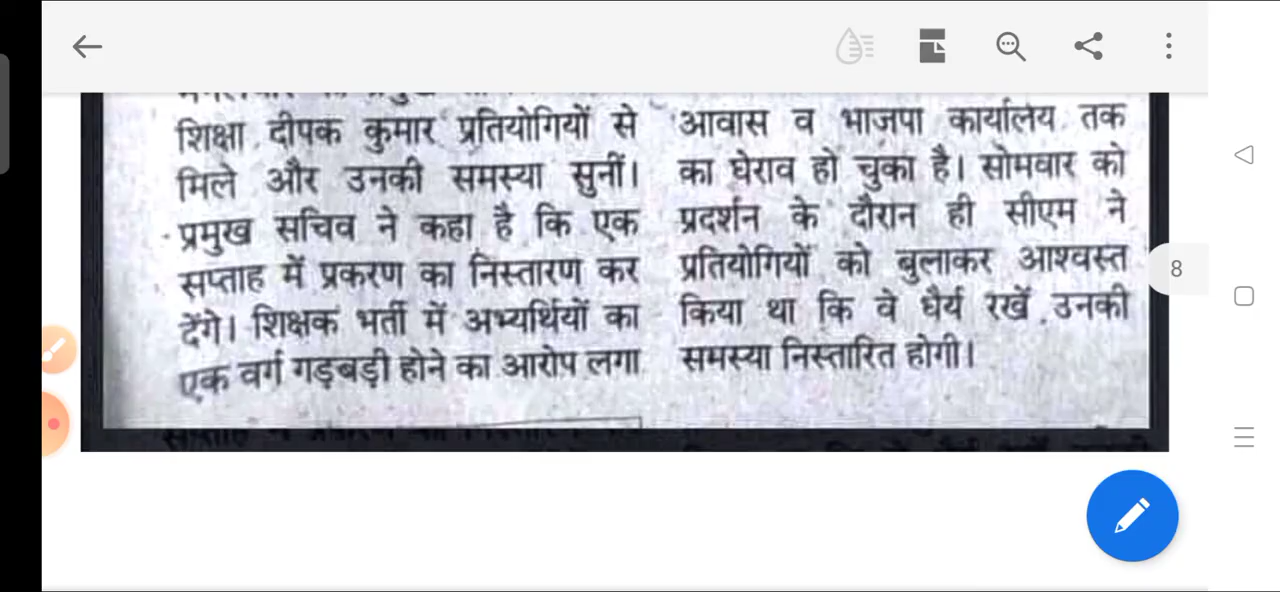 शिक्षा दीपक कुमार प्रतियोगियों से
मिले और उनकी समस्या सुनीं।
प्रमुख सचिव ने कहा है कि एक
सप्ताह में प्रकरण का निस्तारण कर
देंगे। शिक्षक भर्ती में अभ्यर्थियों का
एक वर्ग गड़बड़ी होने का आरोप लगा
आवास व भाजपा कार्यालय तक
का घेराव हो चुका है। सोमवार को
प्रदर्शन के दौरान ही सीएम ने
प्रतियोगियों को बुलाकर आश्वस्त
किया था कि वे धैर्य रखें उनकी
समस्या निस्तारित होगी।
8